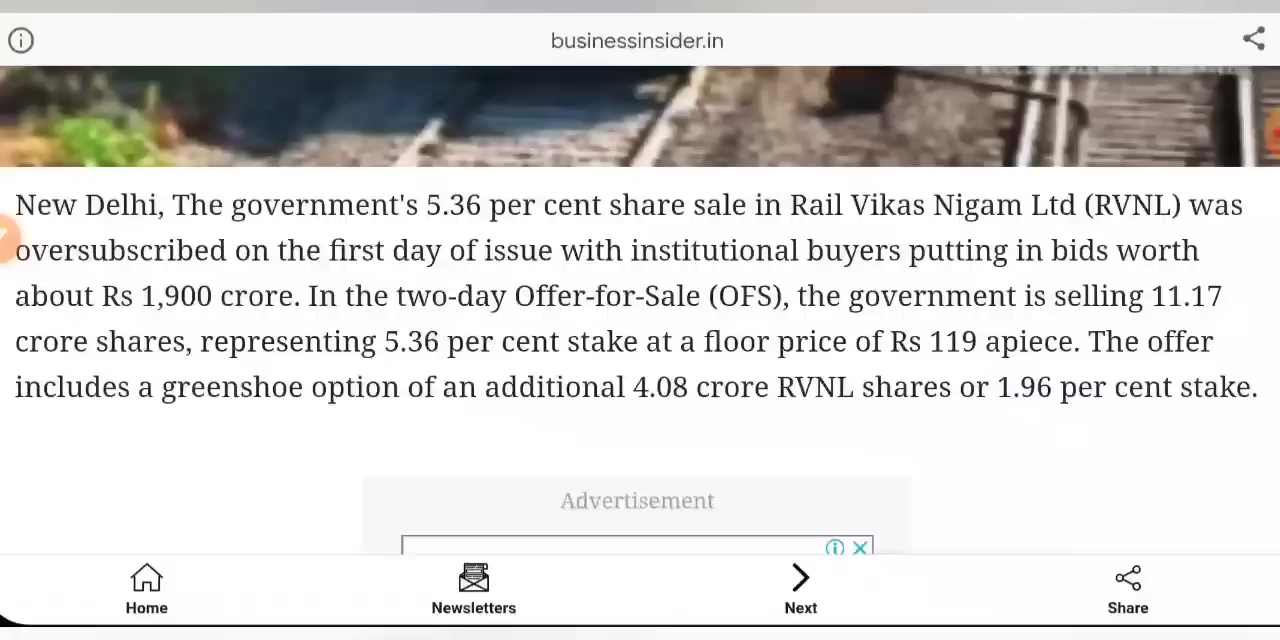 businessinsider.in
New Delhi, The government's 5.36 per cent share sale in Rail Vikas Nigam Ltd (RVNL) was
oversubscribed on the first day of issue with institutional buyers putting in bids worth
about Rs 1,900 crore. In the two-day Offer-for-Sale (OFS), the government is selling 11.17
crore shares, representing 5.36 per cent stake at a floor price of Rs 119 apiece. The offer
includes a greenshoe option of an additional 4.08 crore RVNL shares or 1.96 per cent stake.
Advertisement
Home Newsletters Next Share